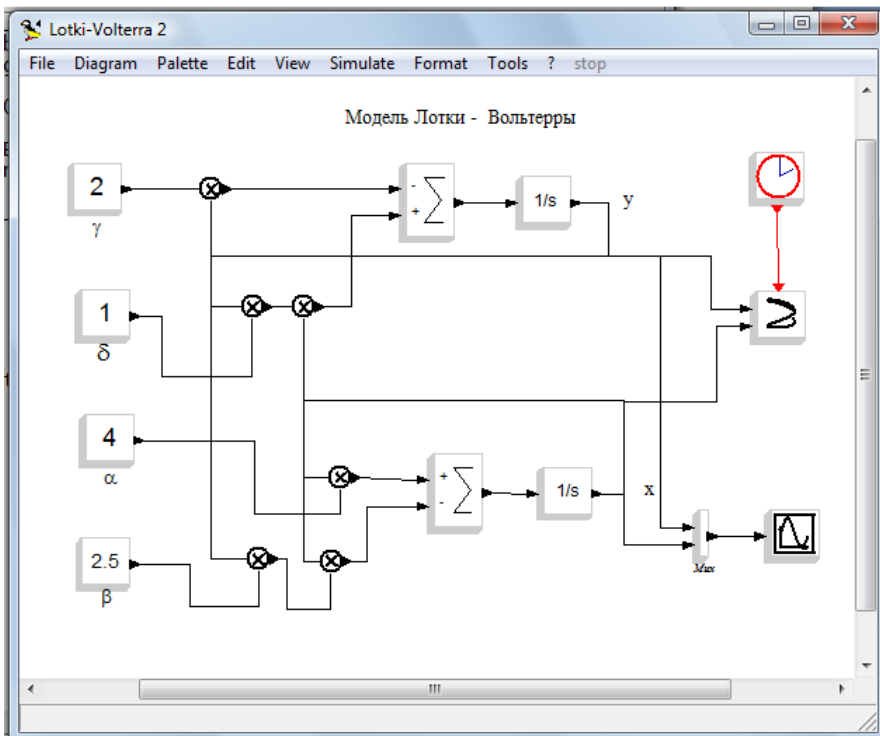 Lotki-Volterra 2
File Diagram Palette Edit View Simulate Format Tools ? stop
Модель Лотки - Вольтерры
2
γ
-
+
1/s
y
1
δ
4
α
+
-
1/s
x
2.5
β
Mux